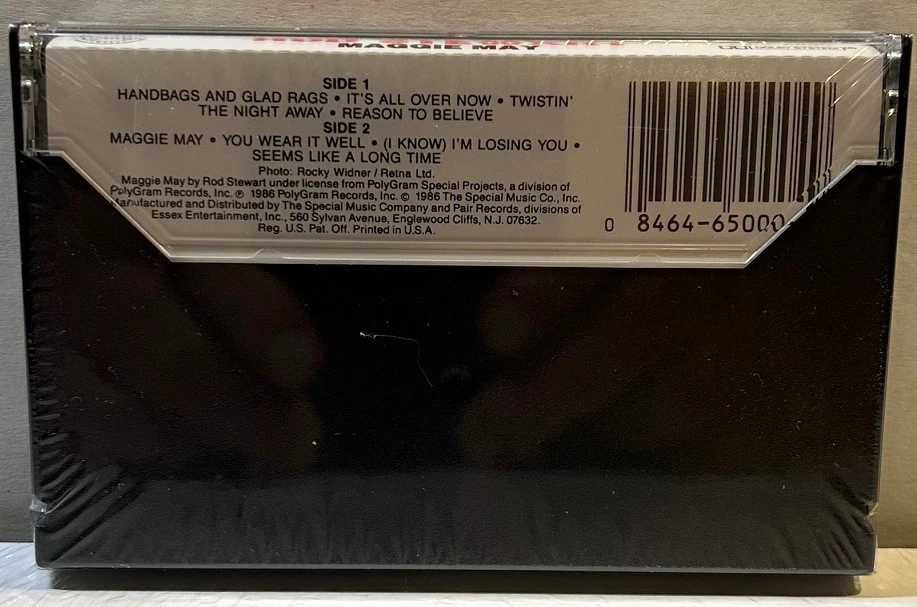 MAGGIE MAY
SIDE 1
HANDBAGS AND GLAD RAGS • IT'S ALL OVER NOW • TWISTIN'
THE NIGHT AWAY • REASON TO BELIEVE
SIDE 2
MAGGIE MAY • YOU WEAR IT WELL • (I KNOW) I'M LOSING YOU •
SEEMS LIKE A LONG TIME
Photo: Rocky Widner / Retna Ltd.
Maggie May by Rod Stewart under license from PolyGram Special Projects, a division of
PolyGram Records, Inc. ℗ 1986 PolyGram Records, Inc. © 1986 The Special Music Co., Inc.
Manufactured and Distributed by The Special Music Company and Pair Records, divisions of
Essex Entertainment, Inc., 560 Sylvan Avenue, Englewood Cliffs, N.J. 07632.
Reg. U.S. Pat. Off. Printed in U.S.A.
0 8464-65000